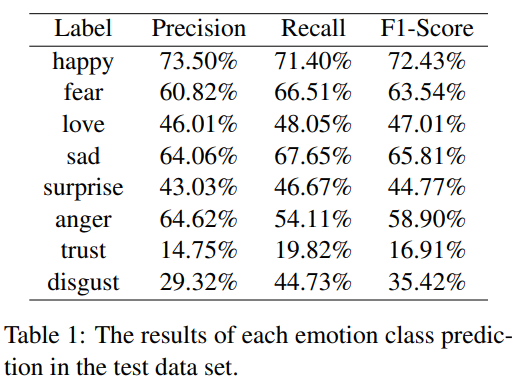 Label Precision Recall F1-Score
happy 73.50% 71.40% 72.43%
fear 60.82% 66.51% 63.54%
love 46.01% 48.05% 47.01%
sad 64.06% 67.65% 65.81%
surprise 43.03% 46.67% 44.77%
anger 64.62% 54.11% 58.90%
trust 14.75% 19.82% 16.91%
disgust 29.32% 44.73% 35.42%
Table 1: The results of each emotion class predic-
tion in the test data set.